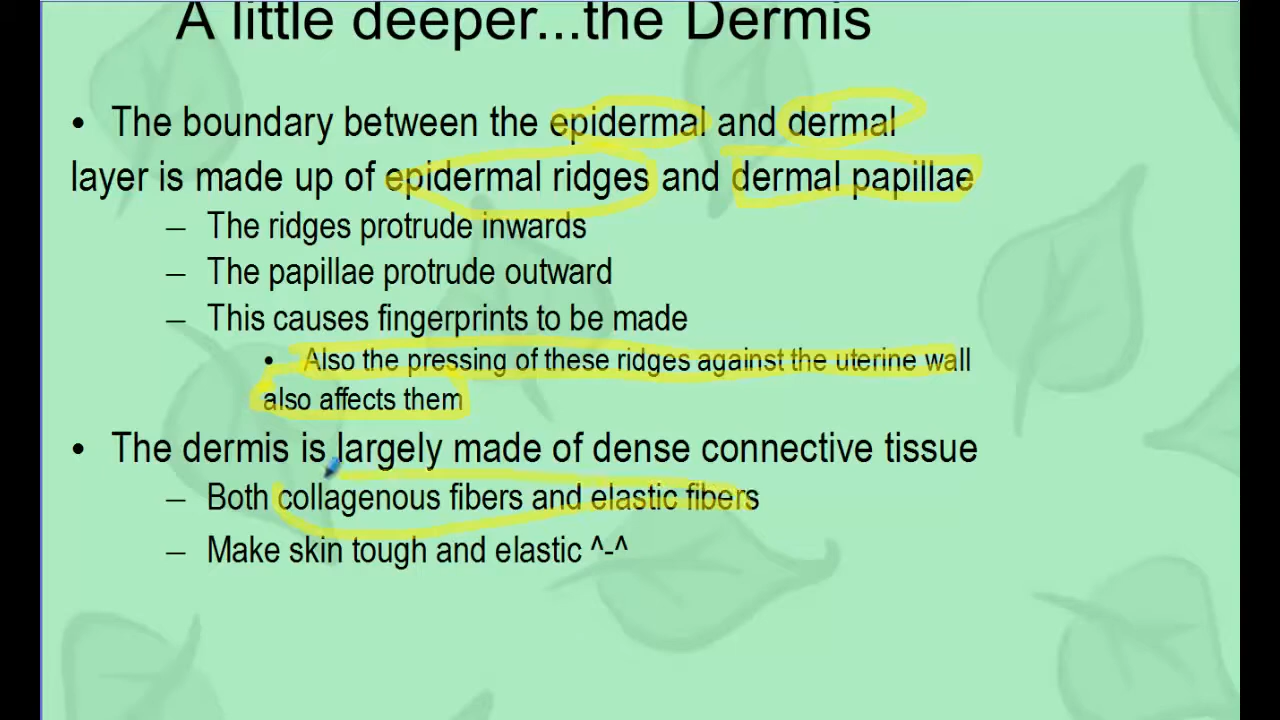 A little deeper...the Dermis
• The boundary between the epidermal and dermal
layer is made up of epidermal ridges and dermal papillae
– The ridges protrude inwards
– The papillae protrude outward
– This causes fingerprints to be made
• Also the pressing of these ridges against the uterine wall
also affects them
• The dermis is largely made of dense connective tissue
– Both collagenous fibers and elastic fibers
– Make skin tough and elastic ^-^